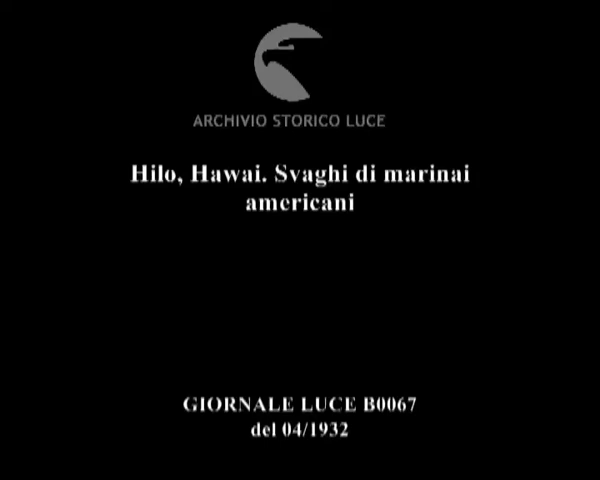 ARCHIVIO STORICO LUCE
Hilo, Hawai. Svaghi di marinai
americani
GIORNALE LUCE B0067
del 04/1932